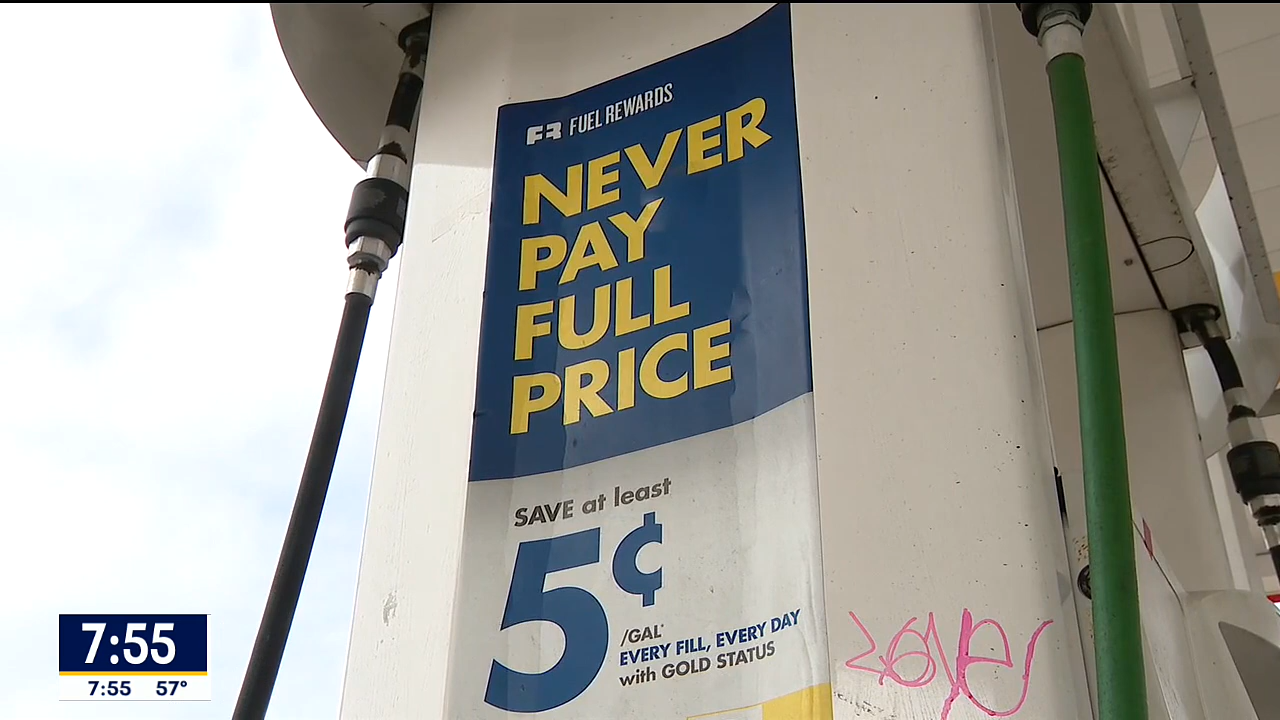 FR FUEL REWARDS
NEVER
PAY
FULL
PRICE
SAVE at least
5¢
/GAL*
EVERY FILL, EVERY DAY
with GOLD STATUS
7:55
7:55 57°